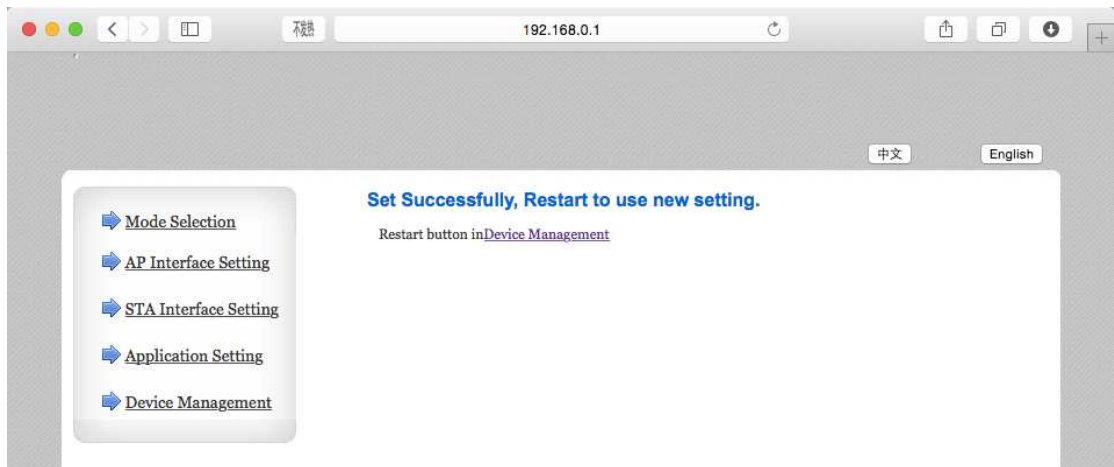 192.168.0.1
中文
English
Set Successfully, Restart to use new setting.
Restart button inDevice Management
Mode Selection
AP Interface Setting
STA Interface Setting
Application Setting
Device Management